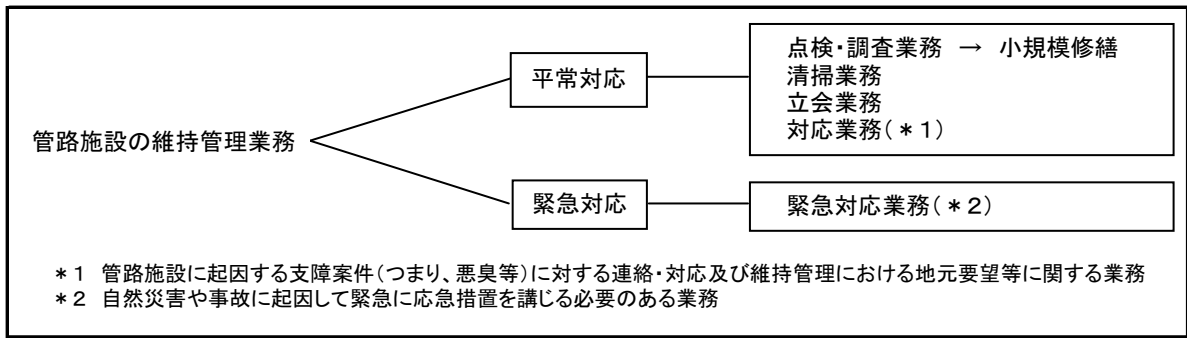 管路施設の維持管理業務
平常対応
点検・調査業務 → 小規模修繕
清掃業務
立会業務
対応業務(*1)
緊急対応
緊急対応業務(*2)
*1 管路施設に起因する支障案件(つまり、悪臭等)に対する連絡・対応及び維持管理における地元要望等に関する業務
*2 自然災害や事故に起因して緊急に応急措置を講じる必要のある業務